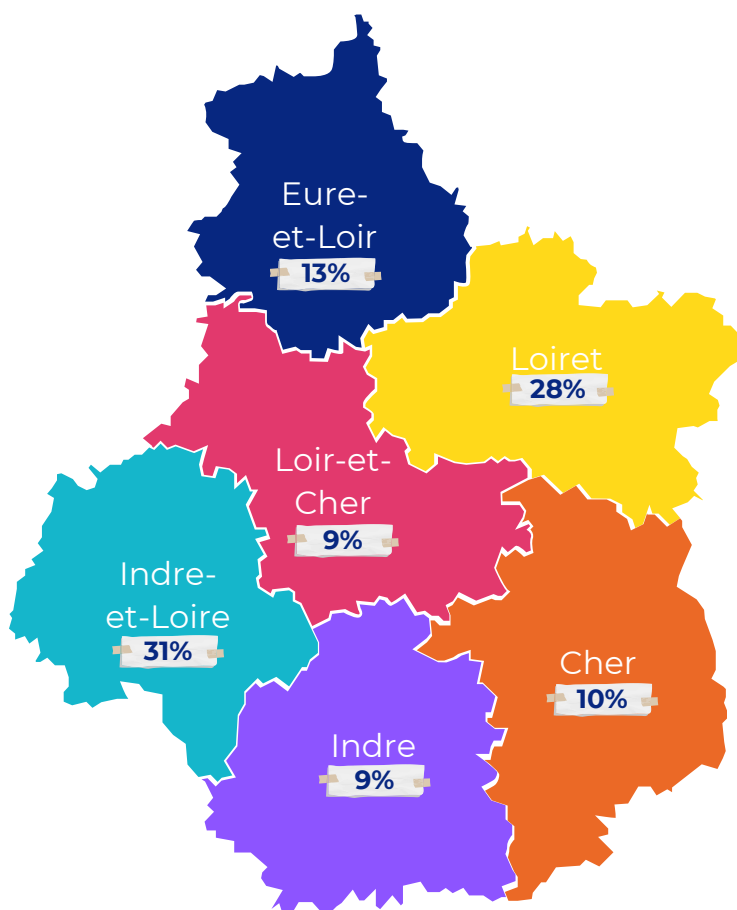 Eure-
et-Loir
13%
Loiret
28%
Loir-et-
Cher
9%
Indre-
et-Loire
31%
Cher
10%
Indre
9%